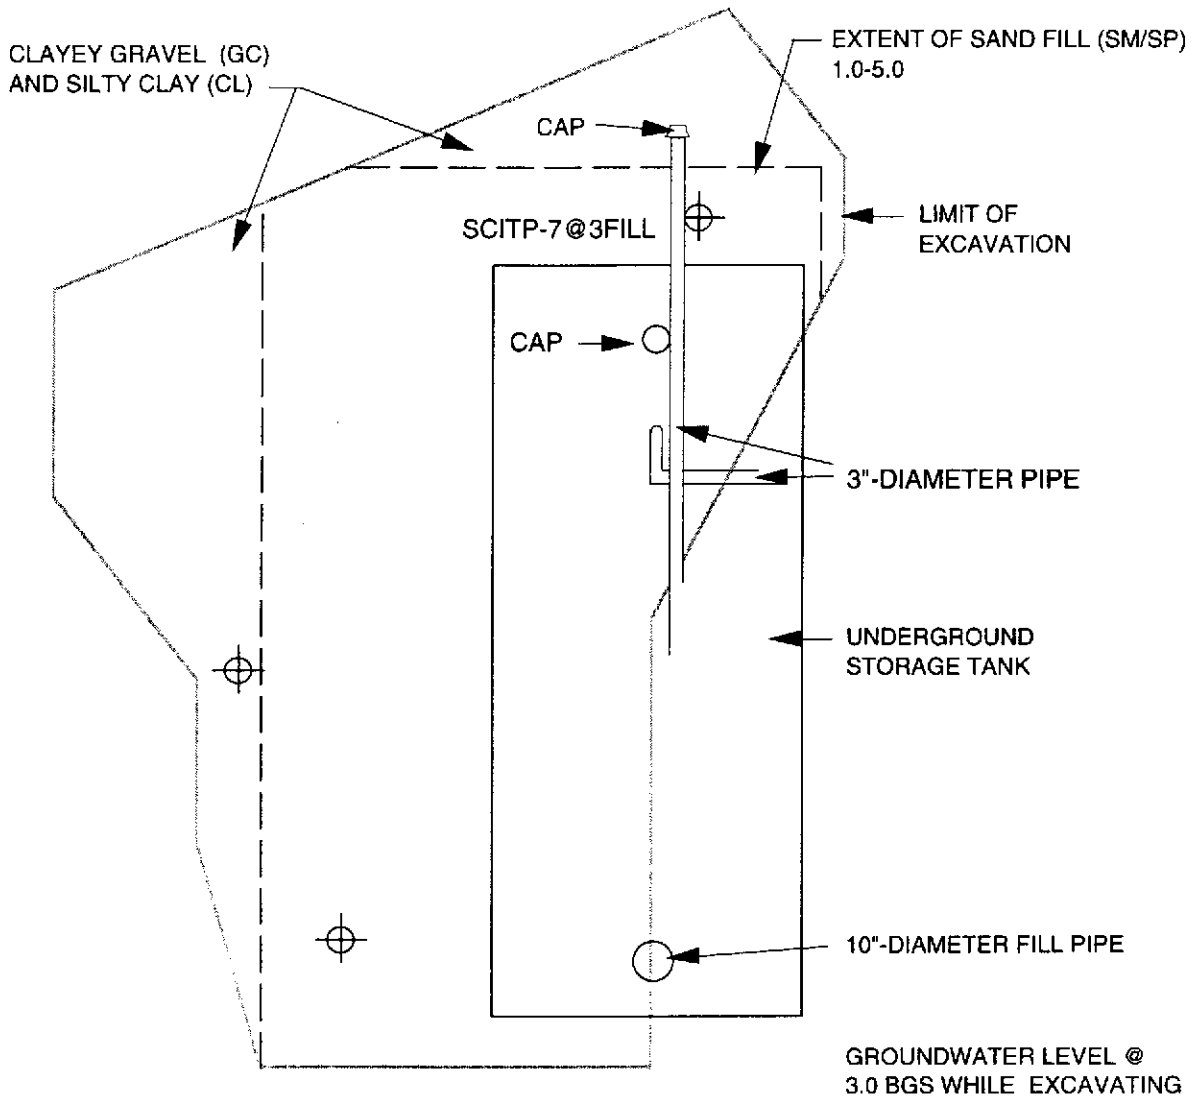 CLAYEY GRAVEL (GC)
AND SILTY CLAY (CL)
EXTENT OF SAND FILL (SM/SP)
1.0-5.0
CAP
SCITP-7@3FILL
LIMIT OF
EXCAVATION
CAP
3"-DIAMETER PIPE
UNDERGROUND
STORAGE TANK
10"-DIAMETER FILL PIPE
GROUNDWATER LEVEL @
3.0 BGS WHILE EXCAVATING